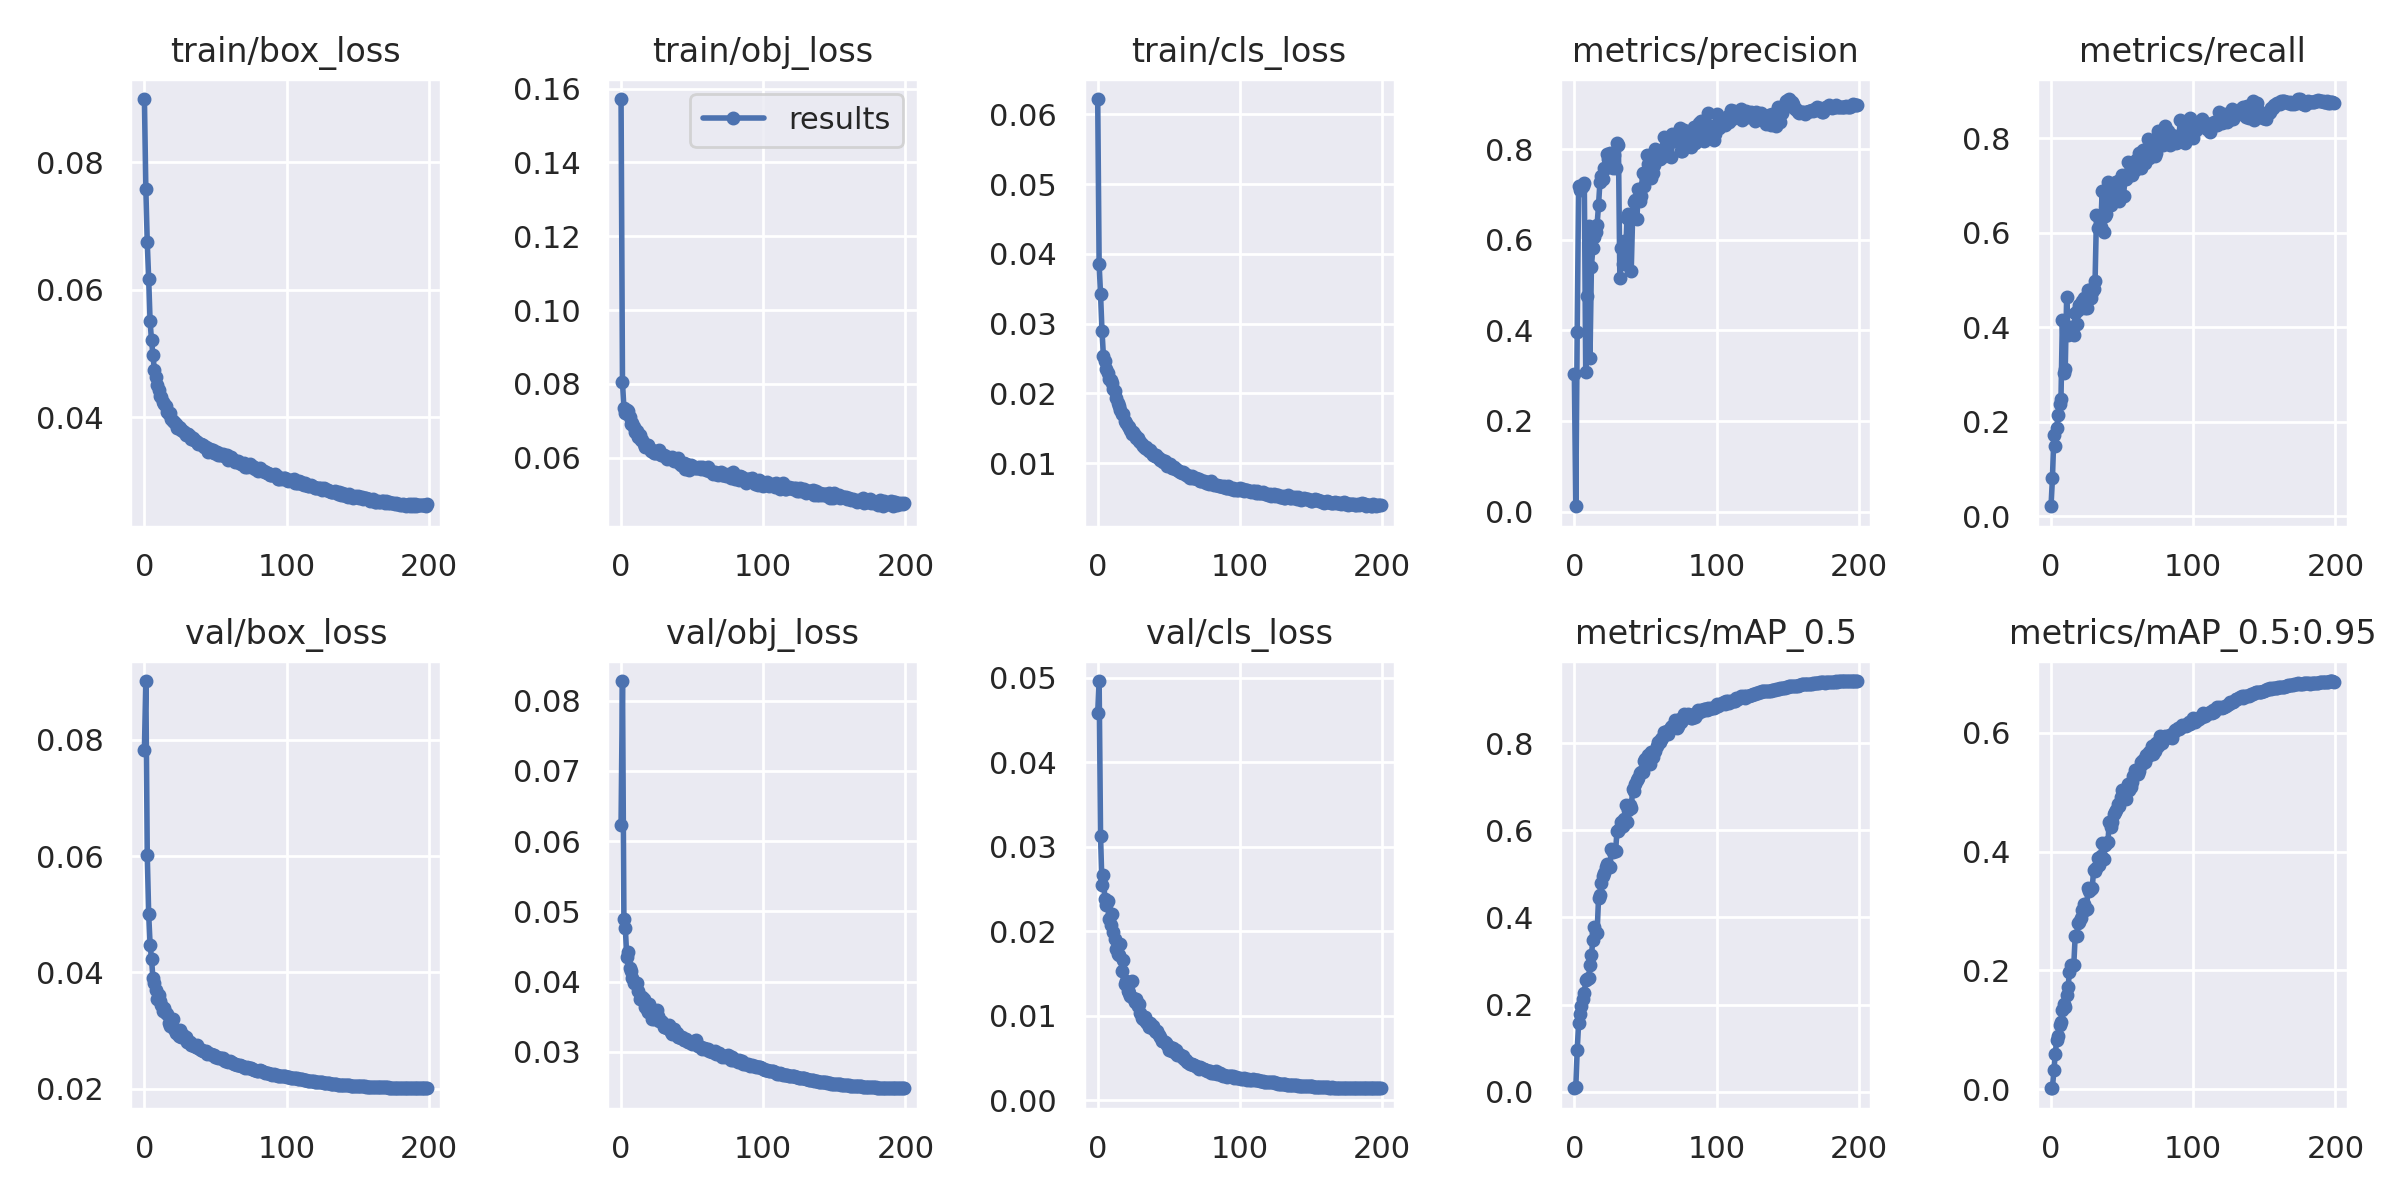 train/box_loss
0.08
0.06
0.04
0 100 200
train/obj_loss
results
0.16
0.14
0.12
0.10
0.08
0.06
0 100 200
train/cls_loss
0.06
0.05
0.04
0.03
0.02
0.01
0 100 200
metrics/precision
0.8
0.6
0.4
0.2
0.0
0 100 200
metrics/recall
0.8
0.6
0.4
0.2
0.0
0 100 200
val/box_loss
0.08
0.06
0.04
0.02
0 100 200
val/obj_loss
0.08
0.07
0.06
0.05
0.04
0.03
0 100 200
val/cls_loss
0.05
0.04
0.03
0.02
0.01
0.00
0 100 200
metrics/mAP_0.5
0.8
0.6
0.4
0.2
0.0
0 100 200
metrics/mAP_0.5:0.95
0.6
0.4
0.2
0.0
0 100 200